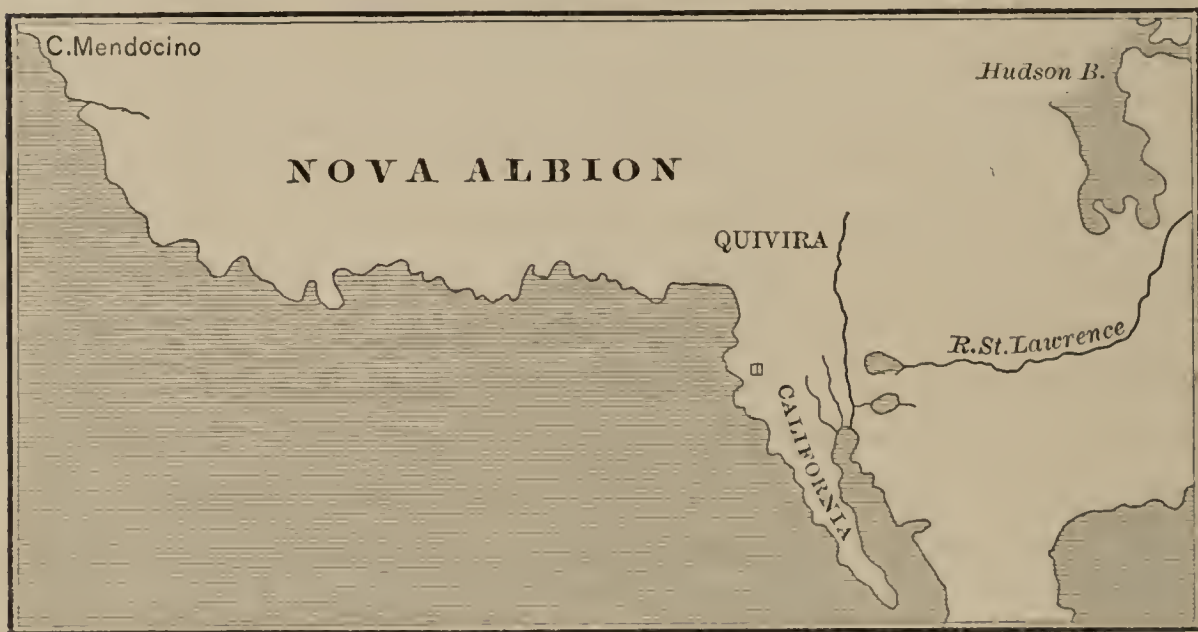 C. Mendocino
Hudson B.
NOVA ALBION
QUIVIRA
R. St. Lawrence
CALIFORNIA